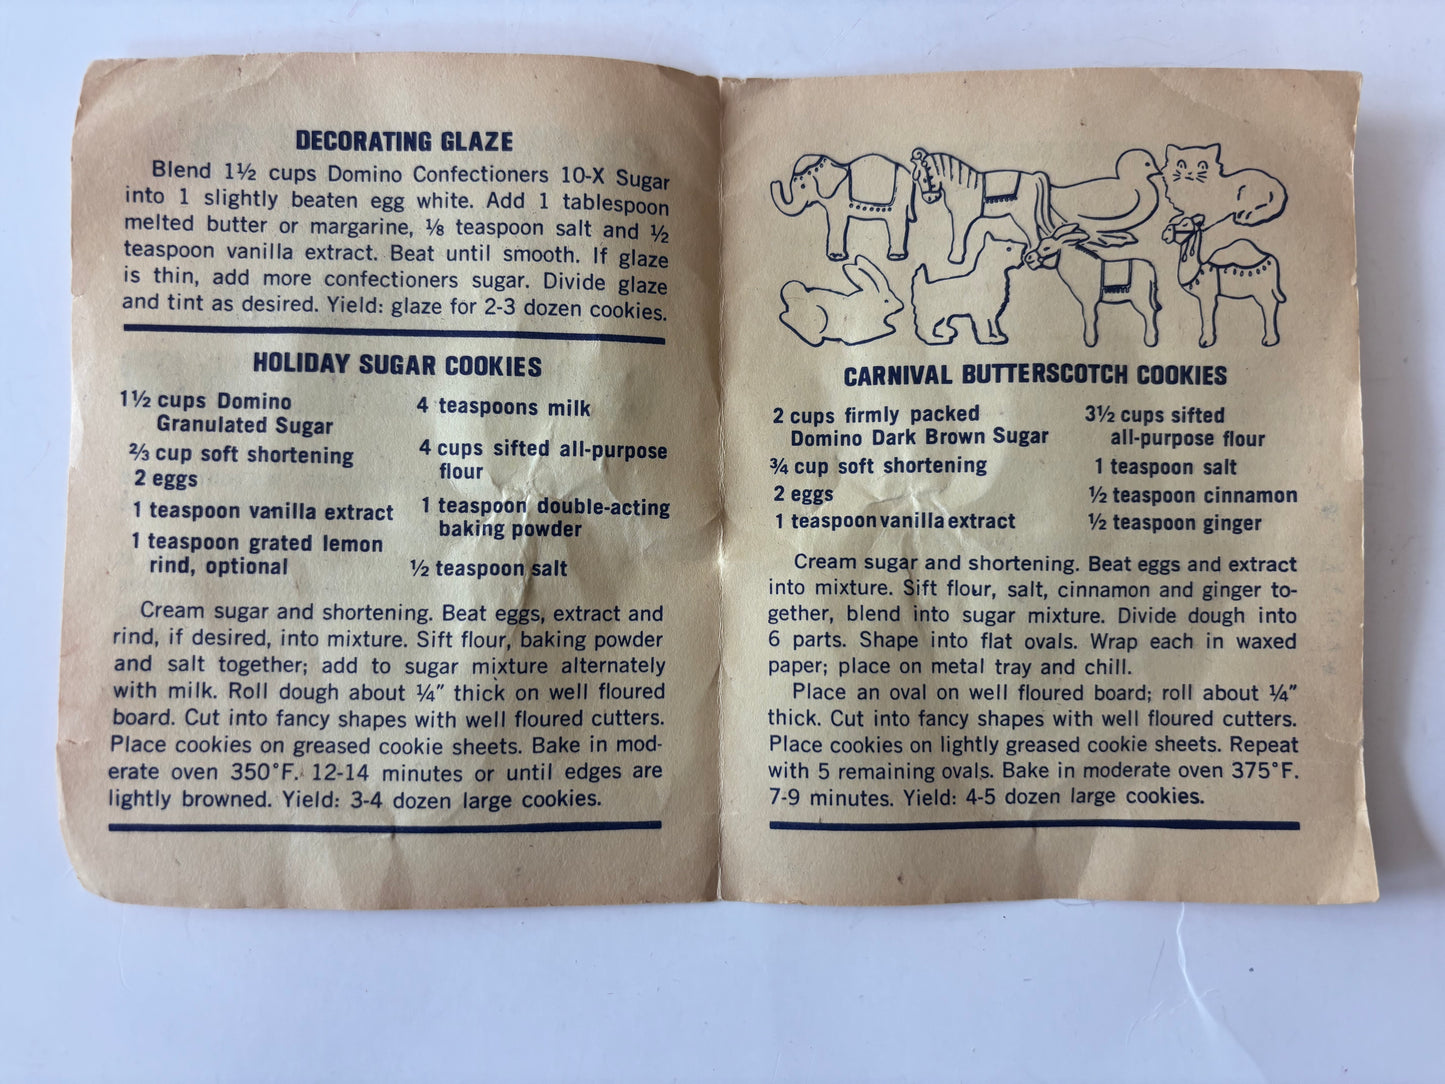 DECORATING GLAZE
Blend 1½ cups Domino Confectioners 10-X Sugar
into 1 slightly beaten egg white. Add 1 tablespoon
melted butter or margarine, ⅛ teaspoon salt and ½
teaspoon vanilla extract. Beat until smooth. If glaze
is thin, add more confectioners sugar. Divide glaze
and tint as desired. Yield: glaze for 2-3 dozen cookies.
HOLIDAY SUGAR COOKIES
1½ cups Domino
Granulated Sugar
⅔ cup soft shortening
2 eggs
1 teaspoon vanilla extract
1 teaspoon grated lemon
rind, optional
4 teaspoons milk
4 cups sifted all-purpose
flour
1 teaspoon double-acting
baking powder
½ teaspoon salt
Cream sugar and shortening. Beat eggs, extract and
rind, if desired, into mixture. Sift flour, baking powder
and salt together; add to sugar mixture alternately
with milk. Roll dough about ¼" thick on well floured
board. Cut into fancy shapes with well floured cutters.
Place cookies on greased cookie sheets. Bake in mod-
erate oven 350°F. 12-14 minutes or until edges are
lightly browned. Yield: 3-4 dozen large cookies.
CARNIVAL BUTTERSCOTCH COOKIES
2 cups firmly packed
Domino Dark Brown Sugar
¾ cup soft shortening
2 eggs
1 teaspoon vanilla extract
3½ cups sifted
all-purpose flour
1 teaspoon salt
½ teaspoon cinnamon
½ teaspoon ginger
Cream sugar and shortening. Beat eggs and extract
into mixture. Sift flour, salt, cinnamon and ginger to-
gether, blend into sugar mixture. Divide dough into
6 parts. Shape into flat ovals. Wrap each in waxed
paper; place on metal tray and chill.
Place an oval on well floured board; roll about ¼"
thick. Cut into fancy shapes with well floured cutters.
Place cookies on lightly greased cookie sheets. Repeat
with 5 remaining ovals. Bake in moderate oven 375°F.
7-9 minutes. Yield: 4-5 dozen large cookies.